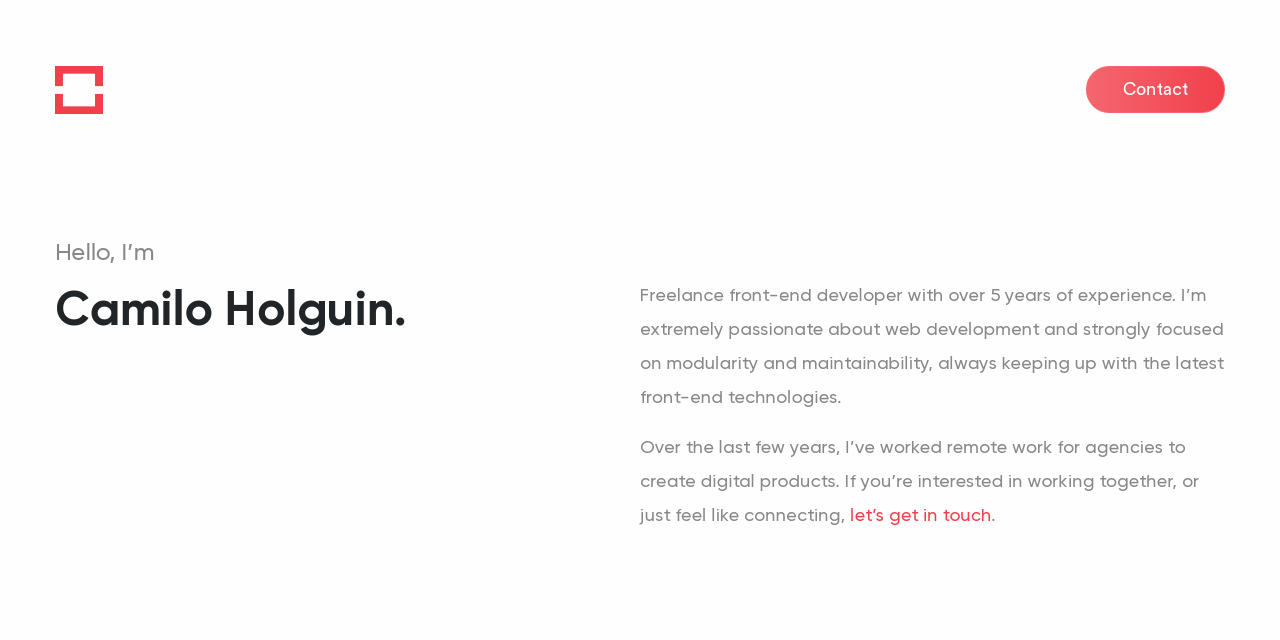 Contact
Hello, I’m
Camilo Holguin.
Freelance front-end developer with over 5 years of experience. I’m
extremely passionate about web development and strongly focused
on modularity and maintainability, always keeping up with the latest
front-end technologies.
Over the last few years, I’ve worked remote work for agencies to
create digital products. If you’re interested in working together, or
just feel like connecting, let’s get in touch.